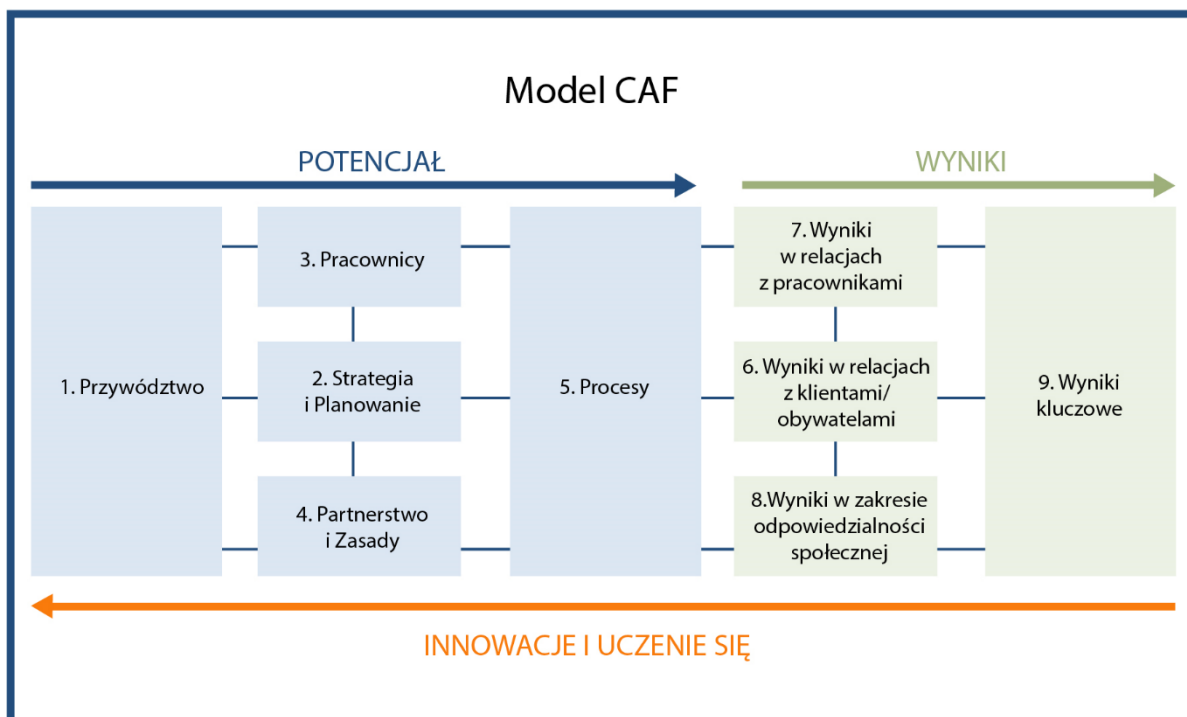 Model CAF
POTENCJAŁ
WYNIKI
1. Przywództwo
3. Pracownicy
2. Strategia
i Planowanie
4. Partnerstwo
i Zasady
5. Procesy
7. Wyniki
w relacjach
z pracownikami
6. Wyniki w relacjach
z klientami/
obywatelami
8.Wyniki w zakresie
odpowiedzialności
społecznej
9. Wyniki
kluczowe
INNOWACJE I UCZENIE SIĘ